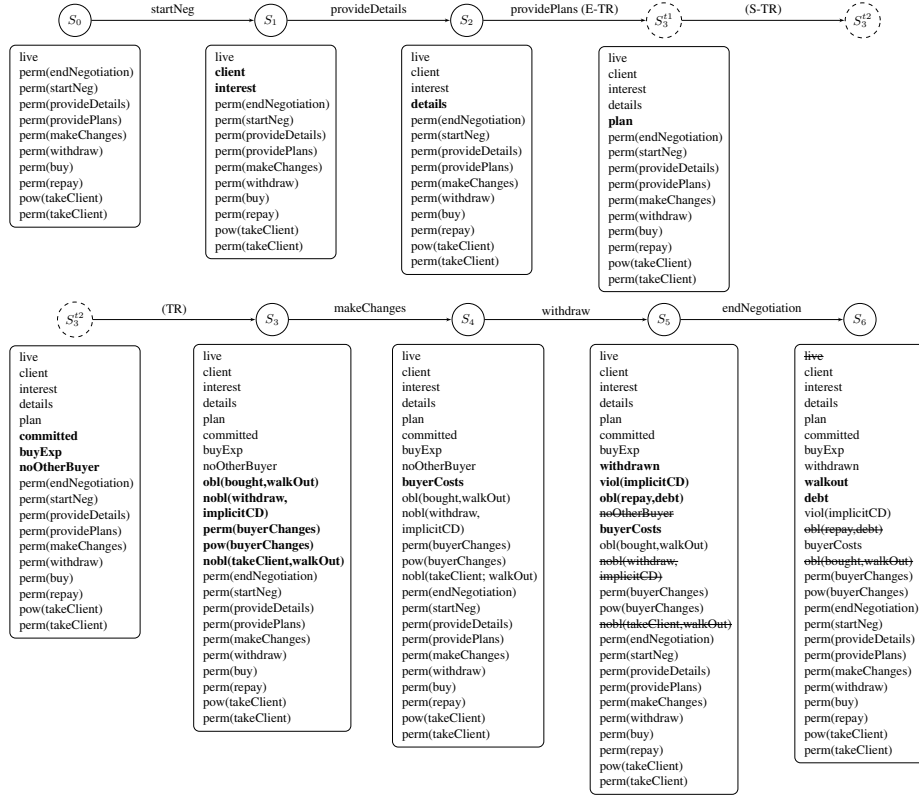 S0 startNeg S1 provideDetails S2 providePlans (E-TR) S3^t1 (S-TR) S3^t2
live
perm(endNegotiation)
perm(startNeg)
perm(provideDetails)
perm(providePlans)
perm(makeChanges)
perm(withdraw)
perm(buy)
perm(repay)
pow(takeClient)
perm(takeClient)
live
client
interest
perm(endNegotiation)
perm(startNeg)
perm(provideDetails)
perm(providePlans)
perm(makeChanges)
perm(withdraw)
perm(buy)
perm(repay)
pow(takeClient)
perm(takeClient)
live
client
interest
details
perm(endNegotiation)
perm(startNeg)
perm(provideDetails)
perm(providePlans)
perm(makeChanges)
perm(withdraw)
perm(buy)
perm(repay)
pow(takeClient)
perm(takeClient)
live
client
interest
details
plan
perm(endNegotiation)
perm(startNeg)
perm(provideDetails)
perm(providePlans)
perm(makeChanges)
perm(withdraw)
perm(buy)
perm(repay)
pow(takeClient)
perm(takeClient)
S3^t2 (TR) S3 makeChanges S4 withdraw S5 endNegotiation S6
live
client
interest
details
plan
committed
buyExp
noOtherBuyer
perm(endNegotiation)
perm(startNeg)
perm(provideDetails)
perm(providePlans)
perm(makeChanges)
perm(withdraw)
perm(buy)
perm(repay)
pow(takeClient)
perm(takeClient)
live
client
interest
details
plan
committed
buyExp
noOtherBuyer
obl(bought,walkOut)
nobl(withdraw,
implicitCD)
perm(buyerChanges)
pow(buyerChanges)
nobl(takeClient,walkOut)
perm(endNegotiation)
perm(startNeg)
perm(provideDetails)
perm(providePlans)
perm(makeChanges)
perm(withdraw)
perm(buy)
perm(repay)
pow(takeClient)
perm(takeClient)
live
client
interest
details
plan
committed
buyExp
noOtherBuyer
buyerCosts
obl(bought,walkOut)
nobl(withdraw,
implicitCD)
perm(buyerChanges)
pow(buyerChanges)
nobl(takeClient; walkOut)
perm(endNegotiation)
perm(startNeg)
perm(provideDetails)
perm(providePlans)
perm(makeChanges)
perm(withdraw)
perm(buy)
perm(repay)
pow(takeClient)
perm(takeClient)
live
client
interest
details
plan
committed
buyExp
withdrawn
viol(implicitCD)
obl(repay,debt)
noOtherBuyer
buyerCosts
obl(bought,walkOut)
nobl(withdraw,
implicitCD)
perm(buyerChanges)
pow(buyerChanges)
nobl(takeClient,walkOut)
perm(endNegotiation)
perm(startNeg)
perm(provideDetails)
perm(providePlans)
perm(makeChanges)
perm(withdraw)
perm(buy)
perm(repay)
pow(takeClient)
perm(takeClient)
live
client
interest
details
plan
committed
buyExp
withdrawn
walkout
debt
viol(implicitCD)
obl(repay,debt)
buyerCosts
obl(bought,walkOut)
perm(buyerChanges)
pow(buyerChanges)
perm(endNegotiation)
perm(startNeg)
perm(provideDetails)
perm(providePlans)
perm(makeChanges)
perm(withdraw)
perm(buy)
perm(repay)
pow(takeClient)
perm(takeClient)